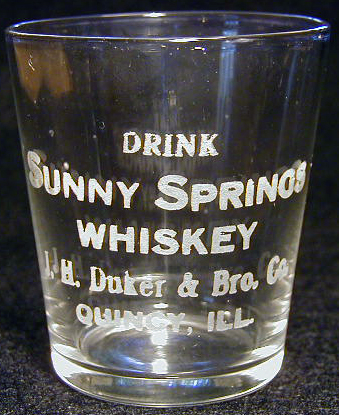 DRINK
SUNNY SPRINGS
WHISKEY
J. H. Duker & Bro. Co.
QUINCY, ILL.